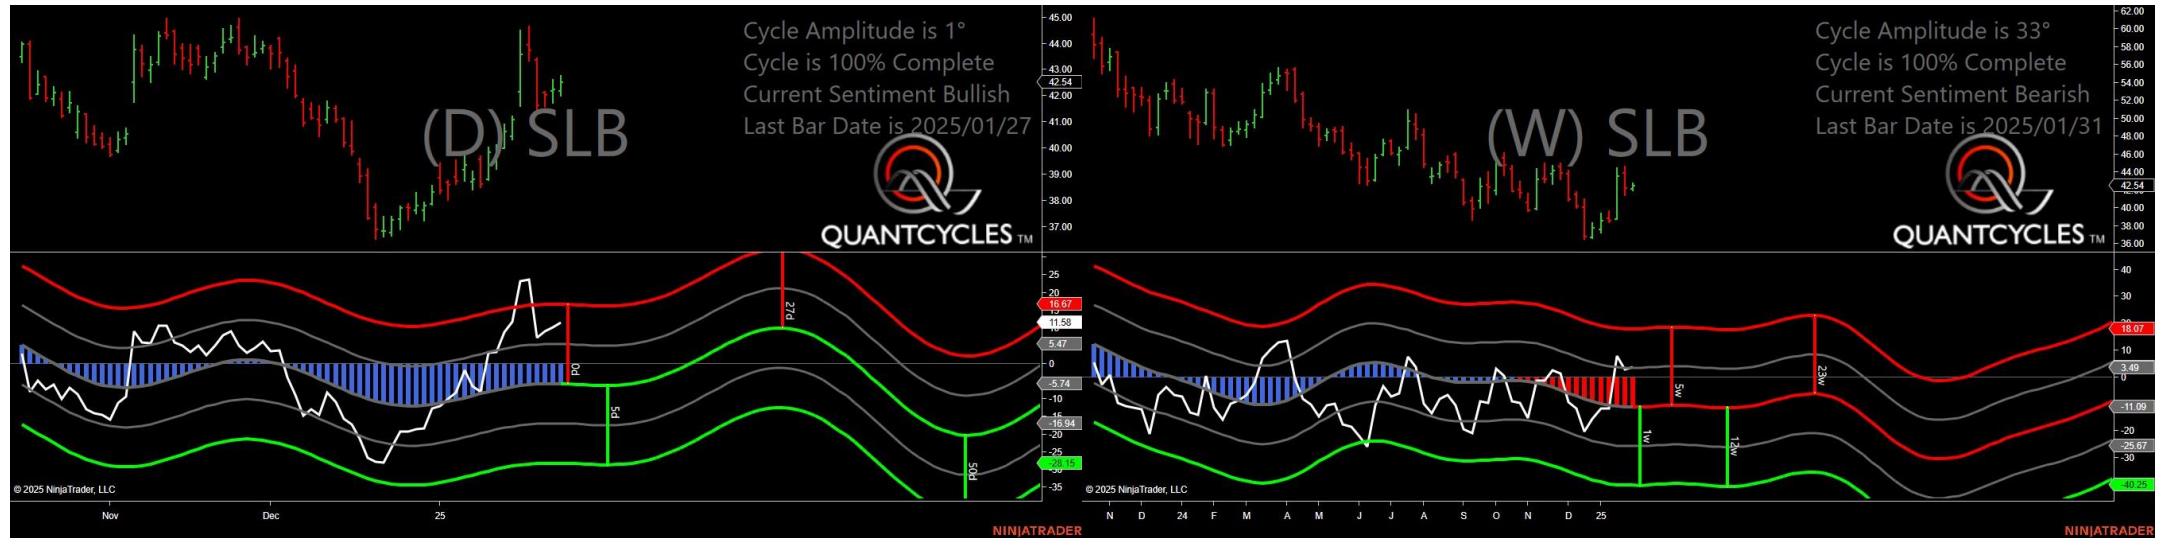 Cycle Amplitude is 1°
Cycle is 100% Complete
Current Sentiment Bullish
Last Bar Date is 2025/01/27
(D) SLB
QUANTCYCLES TM
45.00
44.00
43.00
42.54
42.00
41.00
40.00
39.00
38.00
37.00
25
20
16.67
11.58
5.47
0
-5.74
-10
-16.94
-20
-28.15
-35
0d
5d
27d
50d
© 2025 NinjaTrader, LLC
Nov
Dec
25
NINJATRADER
Cycle Amplitude is 33°
Cycle is 100% Complete
Current Sentiment Bearish
Last Bar Date is 2025/01/31
(W) SLB
QUANTCYCLES TM
62.00
60.00
58.00
56.00
54.00
52.00
50.00
48.00
46.00
44.00
42.54
40.00
38.00
36.00
40
30
18.07
10
3.49
0
-11.09
-20
-25.67
-30
-40.25
1w
5w
12w
23w
© 2025 NinjaTrader, LLC
N D 24 F M A M J J A S O N D 25
NINJATRADER